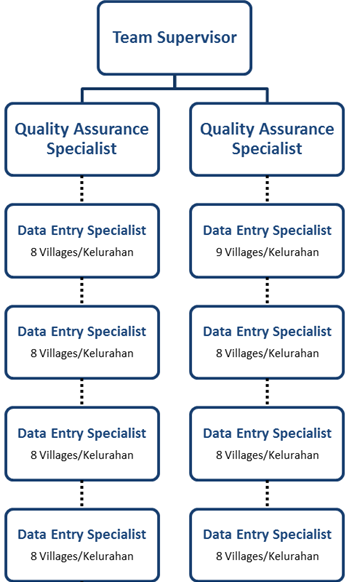 Team Supervisor
Quality Assurance
Specialist
Quality Assurance
Specialist
Data Entry Specialist
8 Villages/Kelurahan
Data Entry Specialist
9 Villages/Kelurahan
Data Entry Specialist
8 Villages/Kelurahan
Data Entry Specialist
8 Villages/Kelurahan
Data Entry Specialist
8 Villages/Kelurahan
Data Entry Specialist
8 Villages/Kelurahan
Data Entry Specialist
8 Villages/Kelurahan
Data Entry Specialist
8 Villages/Kelurahan